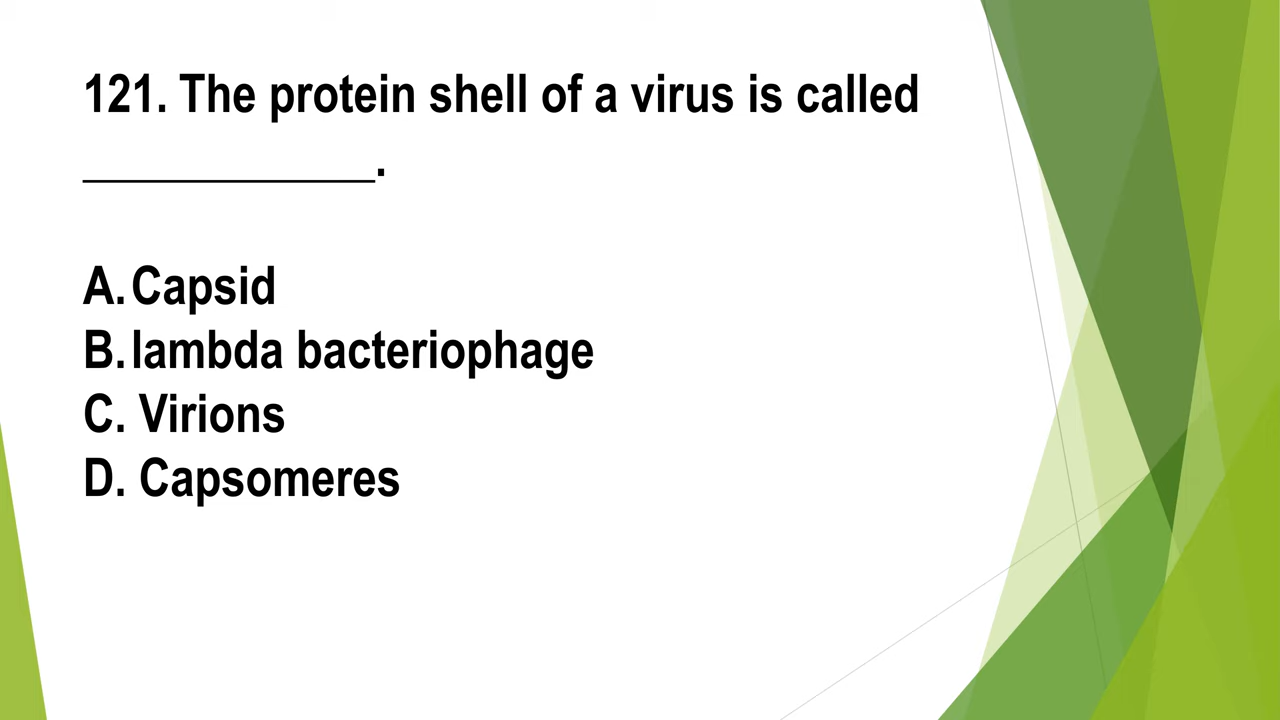 121. The protein shell of a virus is called
_____________.
A. Capsid
B. lambda bacteriophage
C. Virions
D. Capsomeres